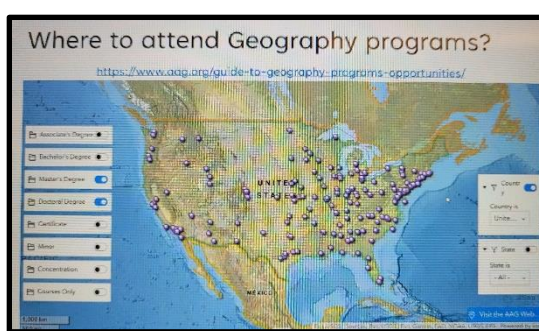 Where to attend Geography programs?
https://www.aag.org/guide-to-geography-programs-opportunities/
Associate's Degree
Bachelor's Degree
Master's Degree
Doctoral Degree
Certificate
Minor
Concentration
Courses Only
UNITED
STATES
MEXICO
Countr
y
Country is
Unite...
State
State is
- All -
Visit the AAG Web